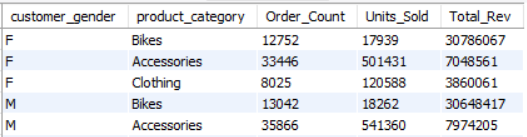 customer_gender product_category Order_Count Units_Sold Total_Rev
F Bikes 12752 17939 30786067
F Accessories 33446 501431 7048561
F Clothing 8025 120588 3860061
M Bikes 13042 18262 30648417
M Accessories 35866 541360 7974205